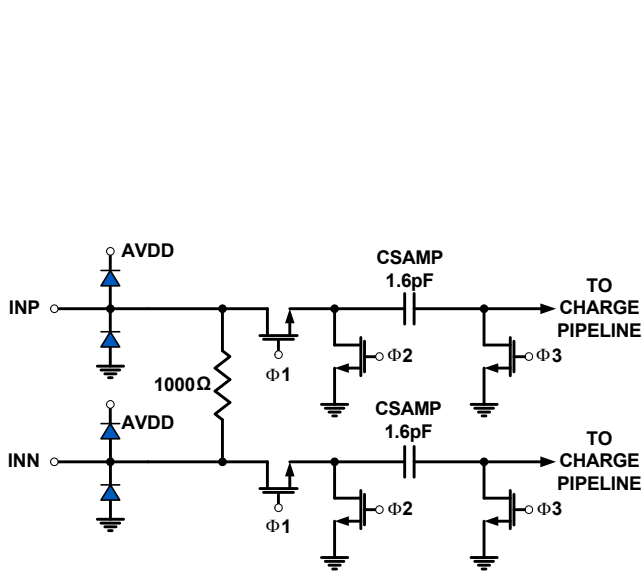 AVDD
CSAMP
1.6pF
INP
TO
CHARGE
PIPELINE
Φ1
Φ2
Φ3
1000Ω
AVDD
CSAMP
1.6pF
INN
TO
CHARGE
PIPELINE
Φ1
Φ2
Φ3